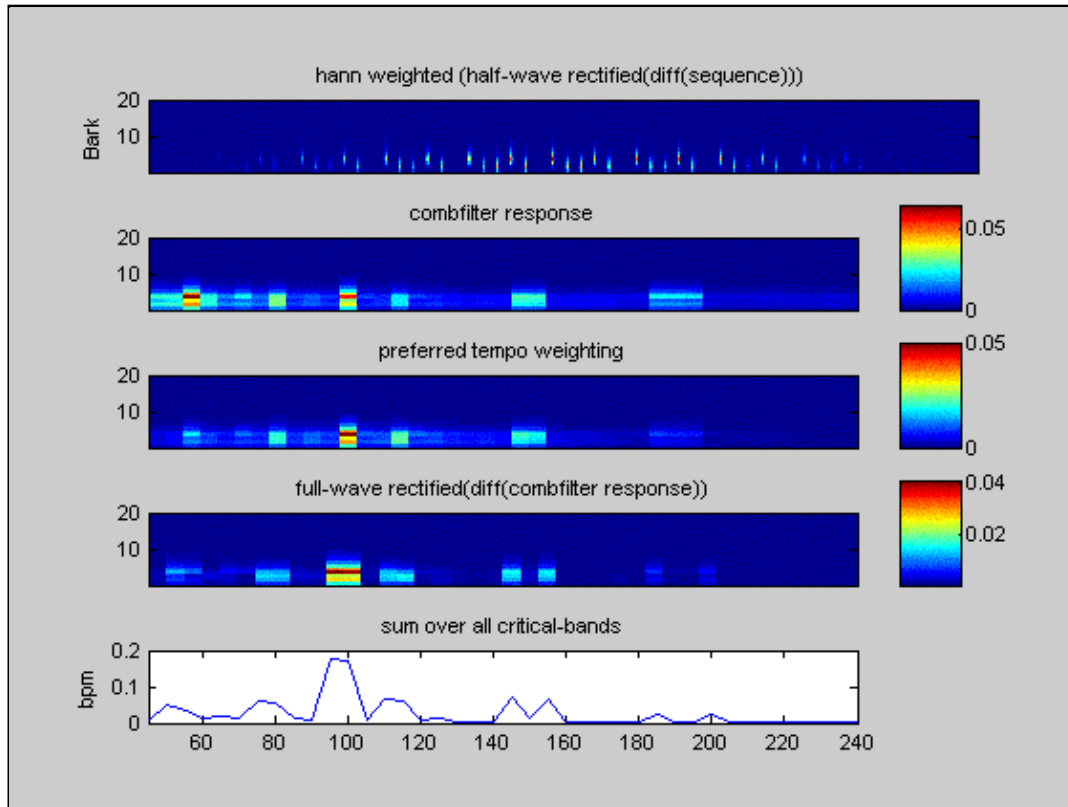 hann weighted (half-wave rectified(diff(sequence)))
20
10
Bark
combfilter response
20
10
0.05
0
preferred tempo weighting
20
10
0.05
0
full-wave rectified(diff(combfilter response))
20
10
0.04
0.02
sum over all critical-bands
0.2
0.1
0
bpm
60 80 100 120 140 160 180 200 220 240